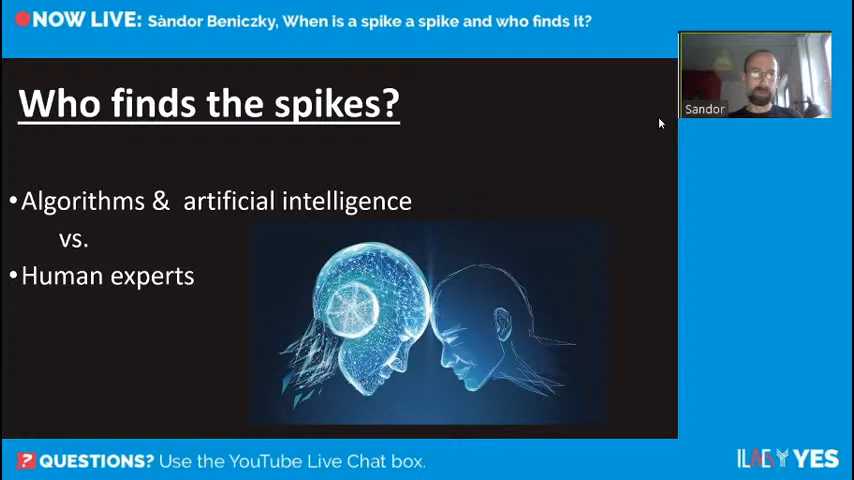 NOW LIVE: Sàndor Beniczky, When is a spike a spike and who finds it?
Who finds the spikes?
•Algorithms & artificial intelligence
vs.
•Human experts
Sandor
? QUESTIONS? Use the YouTube Live Chat box.
ILAE YES